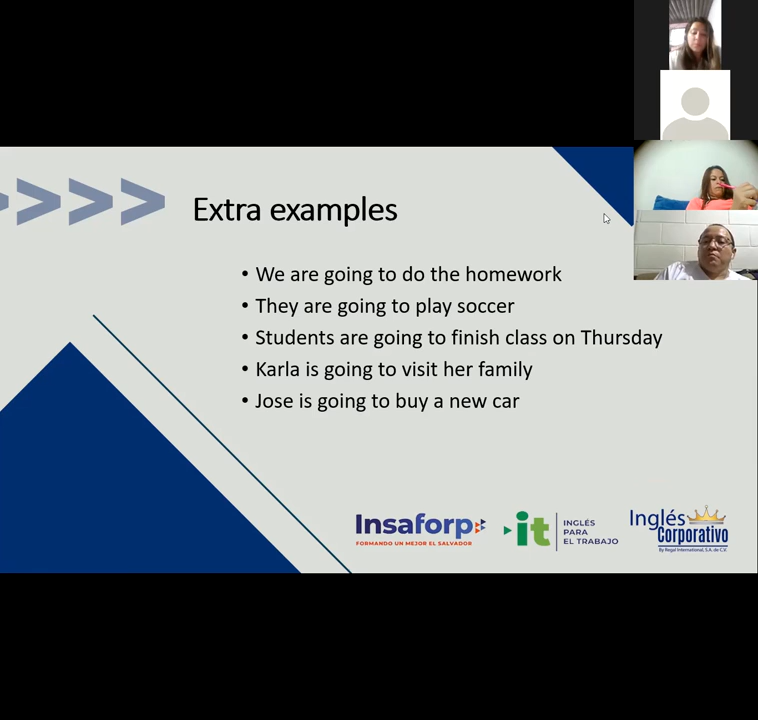 Extra examples
• We are going to do the homework
• They are going to play soccer
• Students are going to finish class on Thursday
• Karla is going to visit her family
• Jose is going to buy a new car
Insaforp
FORMANDO UN MEJOR EL SALVADOR
it
INGLÉS
PARA
EL TRABAJO
Inglés
Corporativo
By Regal International, S.A. de C.V.